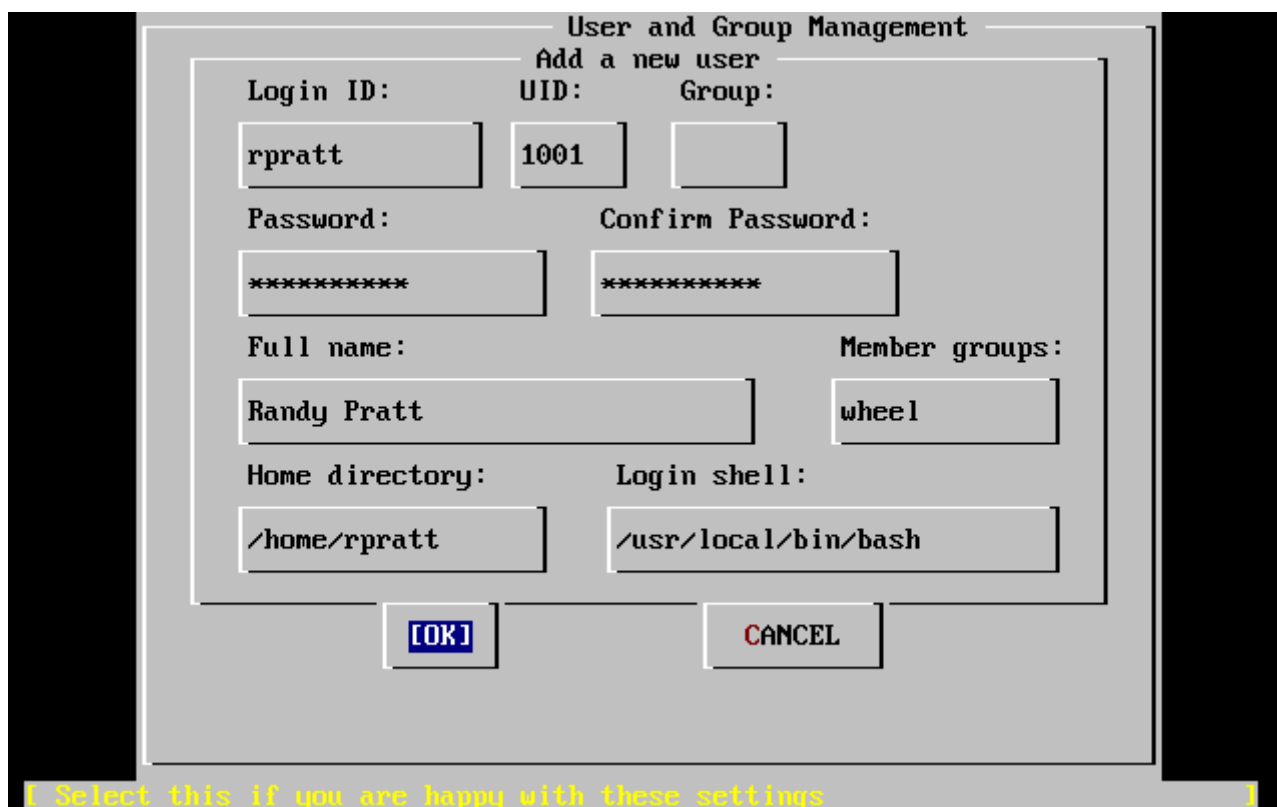 User and Group Management
Add a new user
Login ID: UID: Group:
rpratt 1001
Password: Confirm Password:
********** **********
Full name: Member groups:
Randy Pratt wheel
Home directory: Login shell:
/home/rpratt /usr/local/bin/bash
[OK] CANCEL
[ Select this if you are happy with these settings ]